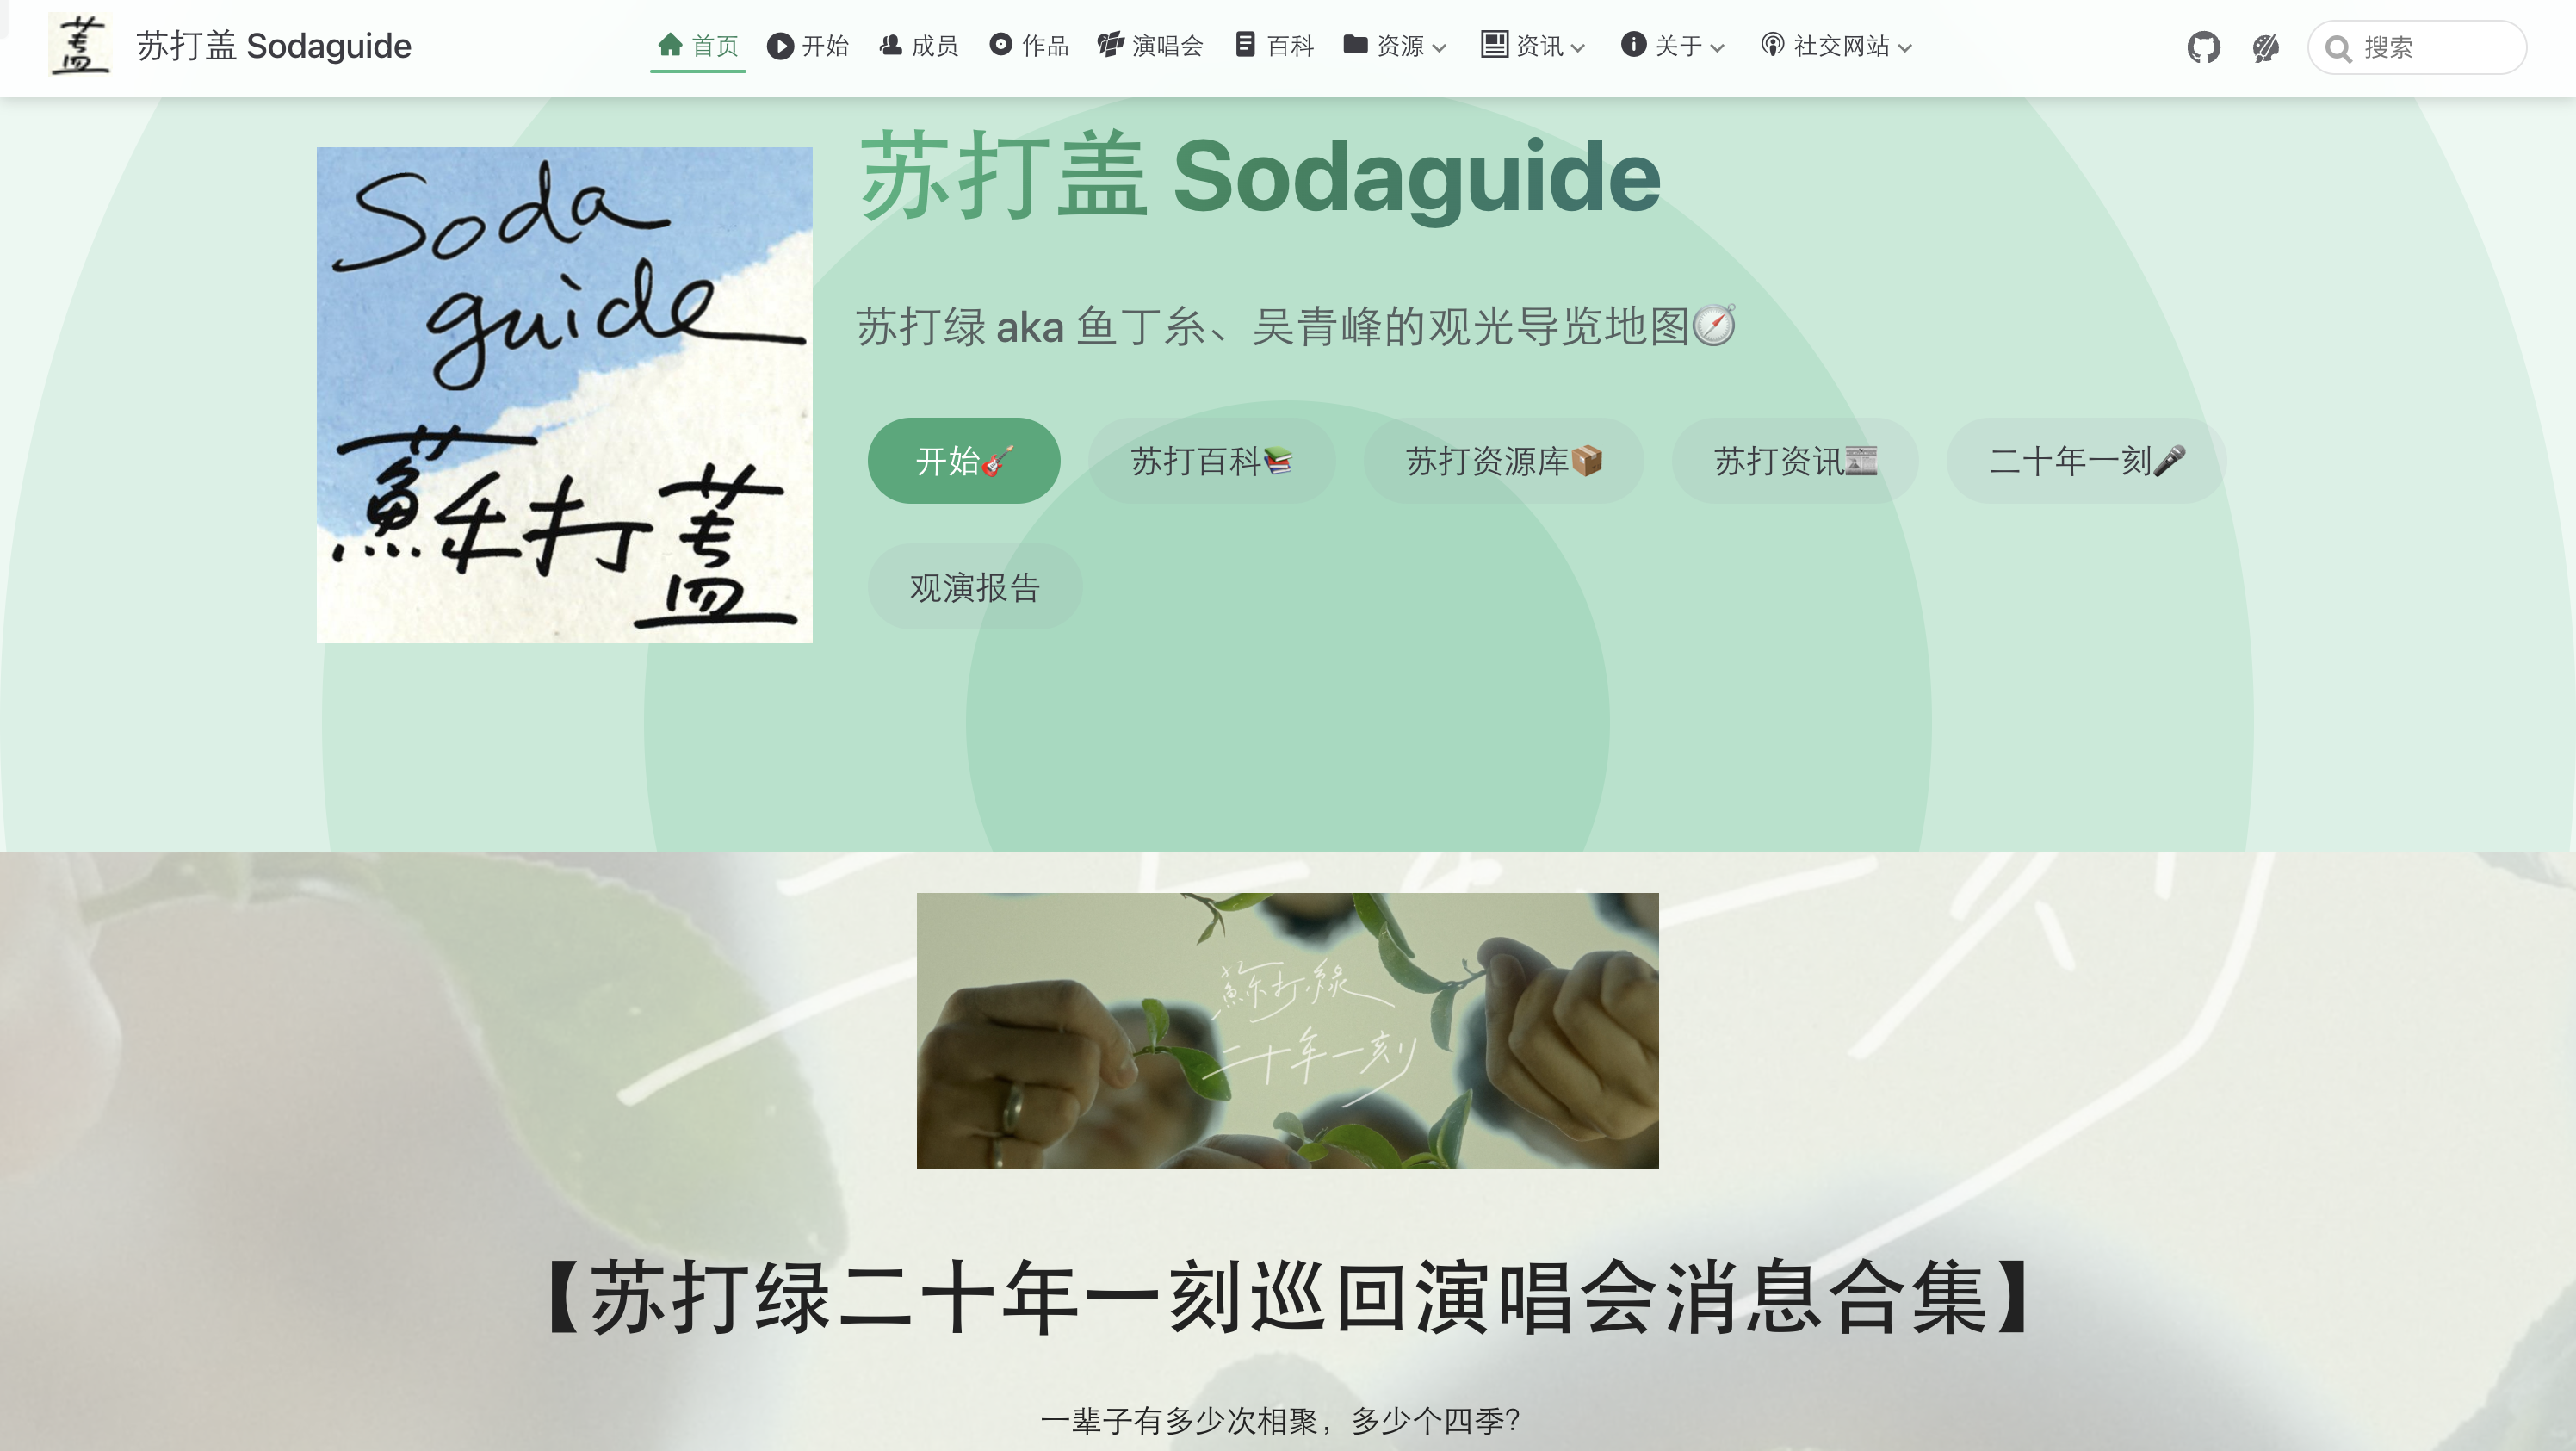 苏打盖 Sodaguide
首页 开始 成员 作品 演唱会 百科 资源 资讯 关于 社交网站
搜索
Soda
guide
蘇打盖
苏打盖 Sodaguide
苏打绿 aka 鱼丁糸、吴青峰的观光导览地图🧭
开始🎸 苏打百科📚 苏打资源库📦 苏打资讯📰 二十年一刻🎤
观演报告
蘇打綠
二十年一刻
【苏打绿二十年一刻巡回演唱会消息合集】
一辈子有多少次相聚，多少个四季？